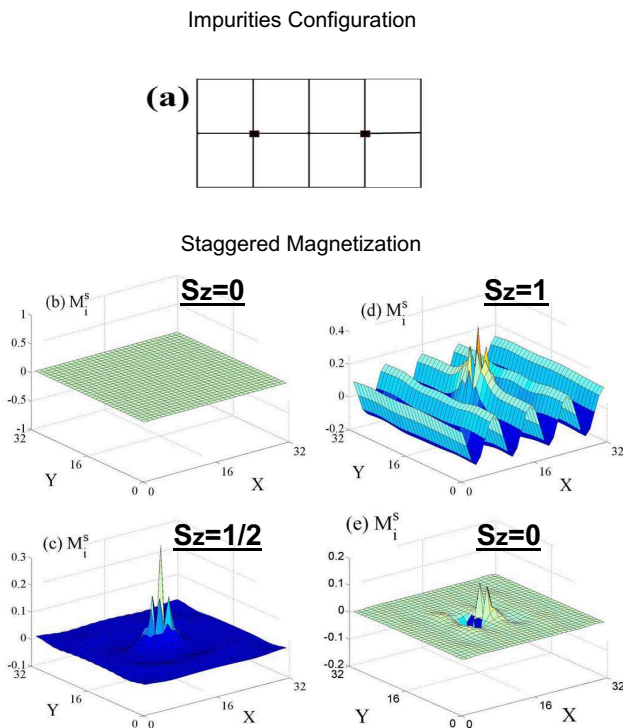 Impurities Configuration
(a)
Staggered Magnetization
(b) M_i^s
Sz=0
1
0.5
0
-0.5
-1
32
Y
16
0 0
16
X
32
(d) M_i^s
Sz=1
0.4
0.2
0
-0.2
32
Y
16
0 0
16
X
32
(c) M_i^s
Sz=1/2
0.3
0.2
0.1
0
-0.1
32
Y
16
0 0
16
X
32
(e) M_i^s
Sz=0
0.2
0.1
0
-0.1
-0.2
32
Y
16
0 0
16
X
32